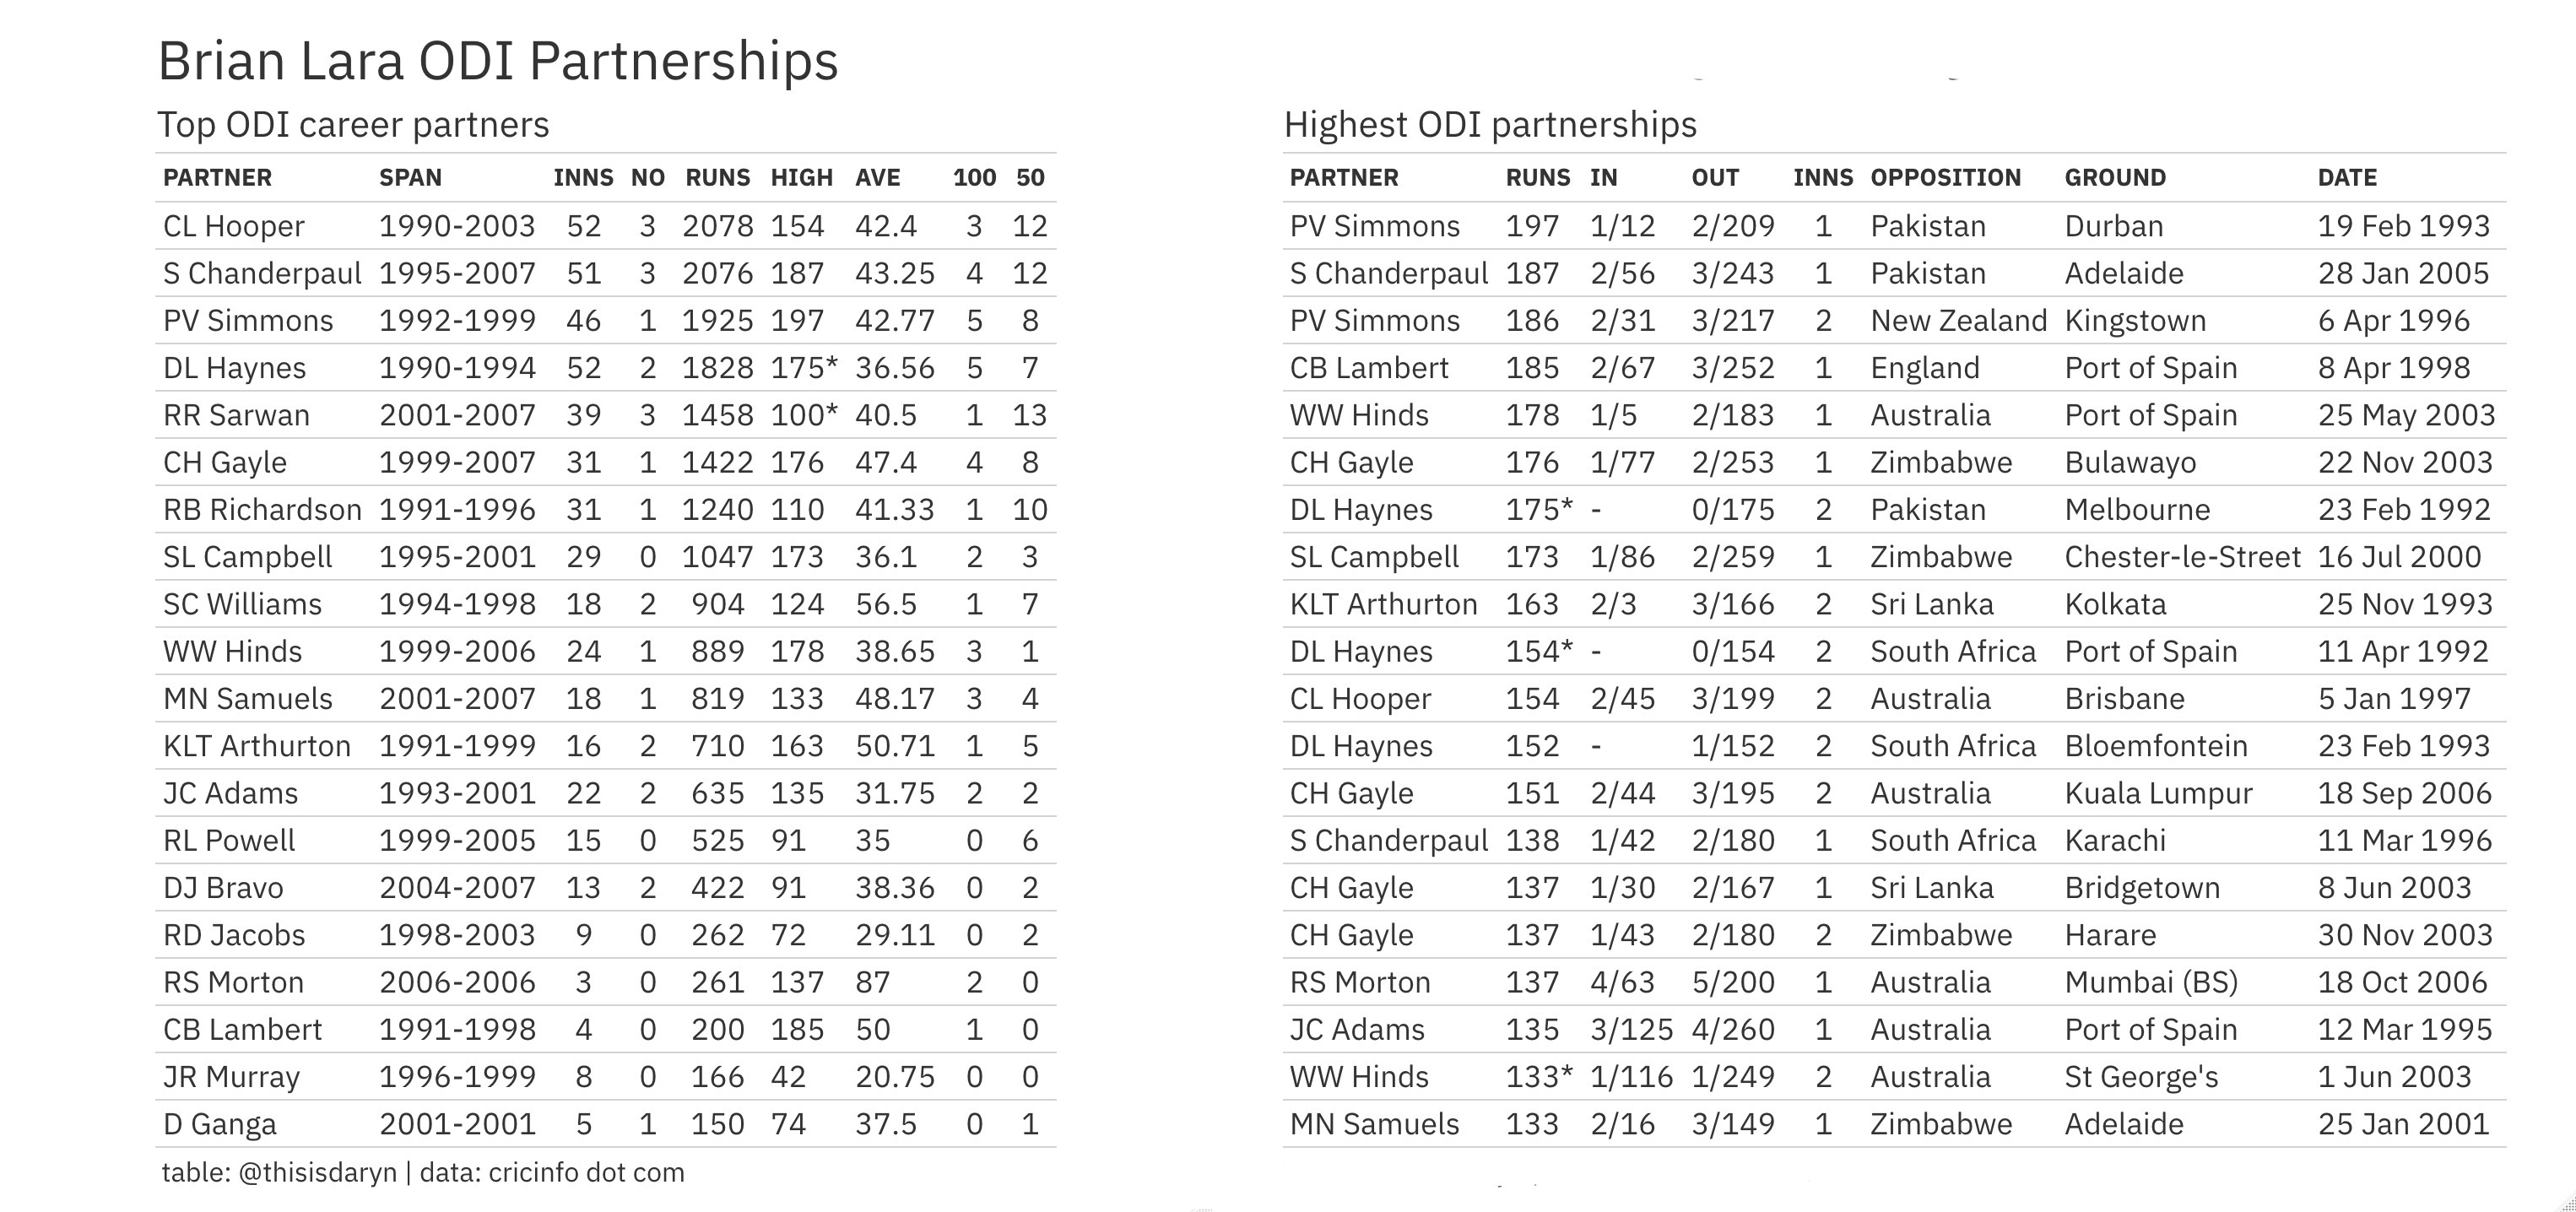 Brian Lara ODI Partnerships
Top ODI career partners
PARTNER SPAN INNS NO RUNS HIGH AVE 100 50
CL Hooper 1990-2003 52 3 2078 154 42.4 3 12
S Chanderpaul 1995-2007 51 3 2076 187 43.25 4 12
PV Simmons 1992-1999 46 1 1925 197 42.77 5 8
DL Haynes 1990-1994 52 2 1828 175* 36.56 5 7
RR Sarwan 2001-2007 39 3 1458 100* 40.5 1 13
CH Gayle 1999-2007 31 1 1422 176 47.4 4 8
RB Richardson 1991-1996 31 1 1240 110 41.33 1 10
SL Campbell 1995-2001 29 0 1047 173 36.1 2 3
SC Williams 1994-1998 18 2 904 124 56.5 1 7
WW Hinds 1999-2006 24 1 889 178 38.65 3 1
MN Samuels 2001-2007 18 1 819 133 48.17 3 4
KLT Arthurton 1991-1999 16 2 710 163 50.71 1 5
JC Adams 1993-2001 22 2 635 135 31.75 2 2
RL Powell 1999-2005 15 0 525 91 35 0 6
DJ Bravo 2004-2007 13 2 422 91 38.36 0 2
RD Jacobs 1998-2003 9 0 262 72 29.11 0 2
RS Morton 2006-2006 3 0 261 137 87 2 0
CB Lambert 1991-1998 4 0 200 185 50 1 0
JR Murray 1996-1999 8 0 166 42 20.75 0 0
D Ganga 2001-2001 5 1 150 74 37.5 0 1
table: @thisisdaryn | data: cricinfo dot com
Highest ODI partnerships
PARTNER RUNS IN OUT INNS OPPOSITION GROUND DATE
PV Simmons 197 1/12 2/209 1 Pakistan Durban 19 Feb 1993
S Chanderpaul 187 2/56 3/243 1 Pakistan Adelaide 28 Jan 2005
PV Simmons 186 2/31 3/217 2 New Zealand Kingstown 6 Apr 1996
CB Lambert 185 2/67 3/252 1 England Port of Spain 8 Apr 1998
WW Hinds 178 1/5 2/183 1 Australia Port of Spain 25 May 2003
CH Gayle 176 1/77 2/253 1 Zimbabwe Bulawayo 22 Nov 2003
DL Haynes 175* - 0/175 2 Pakistan Melbourne 23 Feb 1992
SL Campbell 173 1/86 2/259 1 Zimbabwe Chester-le-Street 16 Jul 2000
KLT Arthurton 163 2/3 3/166 2 Sri Lanka Kolkata 25 Nov 1993
DL Haynes 154* - 0/154 2 South Africa Port of Spain 11 Apr 1992
CL Hooper 154 2/45 3/199 2 Australia Brisbane 5 Jan 1997
DL Haynes 152 - 1/152 2 South Africa Bloemfontein 23 Feb 1993
CH Gayle 151 2/44 3/195 2 Australia Kuala Lumpur 18 Sep 2006
S Chanderpaul 138 1/42 2/180 1 South Africa Karachi 11 Mar 1996
CH Gayle 137 1/30 2/167 1 Sri Lanka Bridgetown 8 Jun 2003
CH Gayle 137 1/43 2/180 2 Zimbabwe Harare 30 Nov 2003
RS Morton 137 4/63 5/200 1 Australia Mumbai (BS) 18 Oct 2006
JC Adams 135 3/125 4/260 1 Australia Port of Spain 12 Mar 1995
WW Hinds 133* 1/116 1/249 2 Australia St George's 1 Jun 2003
MN Samuels 133 2/16 3/149 1 Zimbabwe Adelaide 25 Jan 2001